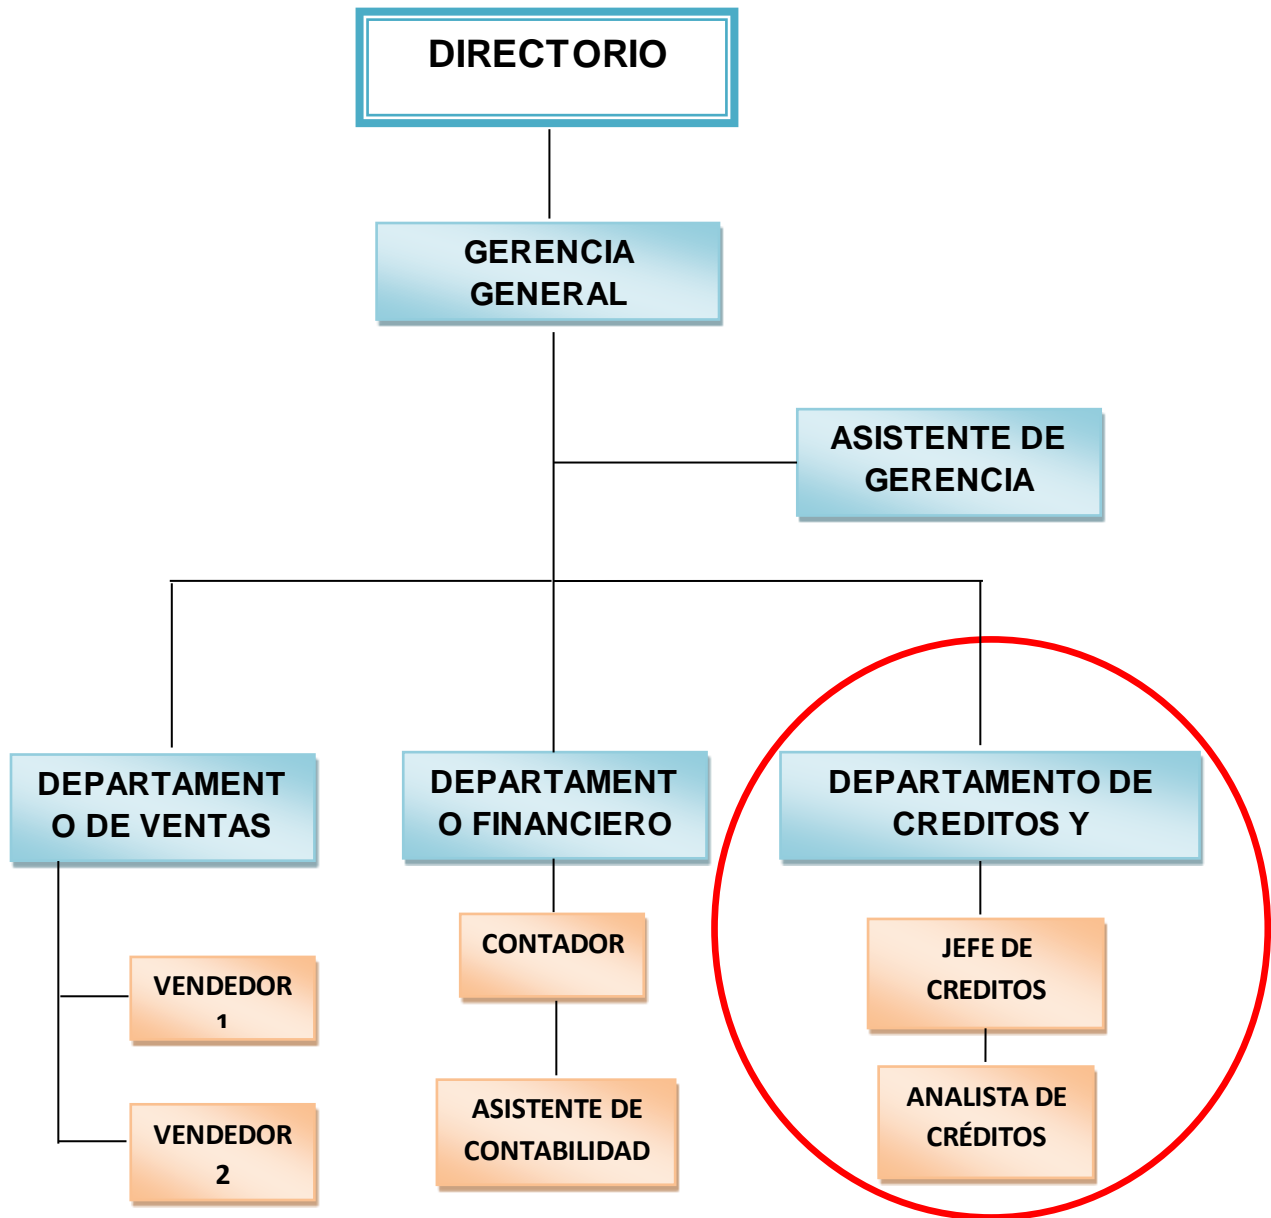 DIRECTORIO
GERENCIA
GENERAL
ASISTENTE DE
GERENCIA
DEPARTAMENT
O DE VENTAS
DEPARTAMENT
O FINANCIERO
DEPARTAMENTO DE
CREDITOS Y
VENDEDOR
1
VENDEDOR
2
CONTADOR
ASISTENTE DE
CONTABILIDAD
JEFE DE
CREDITOS
ANALISTA DE
CRÉDITOS